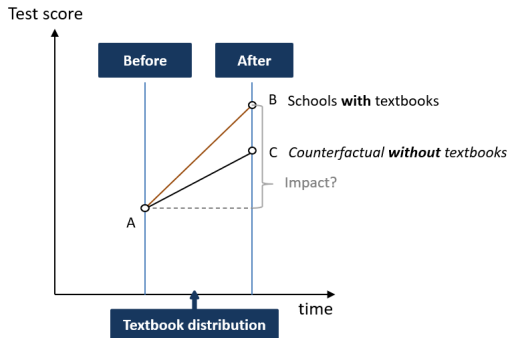 Test score
Before
After
B Schools with textbooks
C Counterfactual without textbooks
Impact?
A
time
Textbook distribution